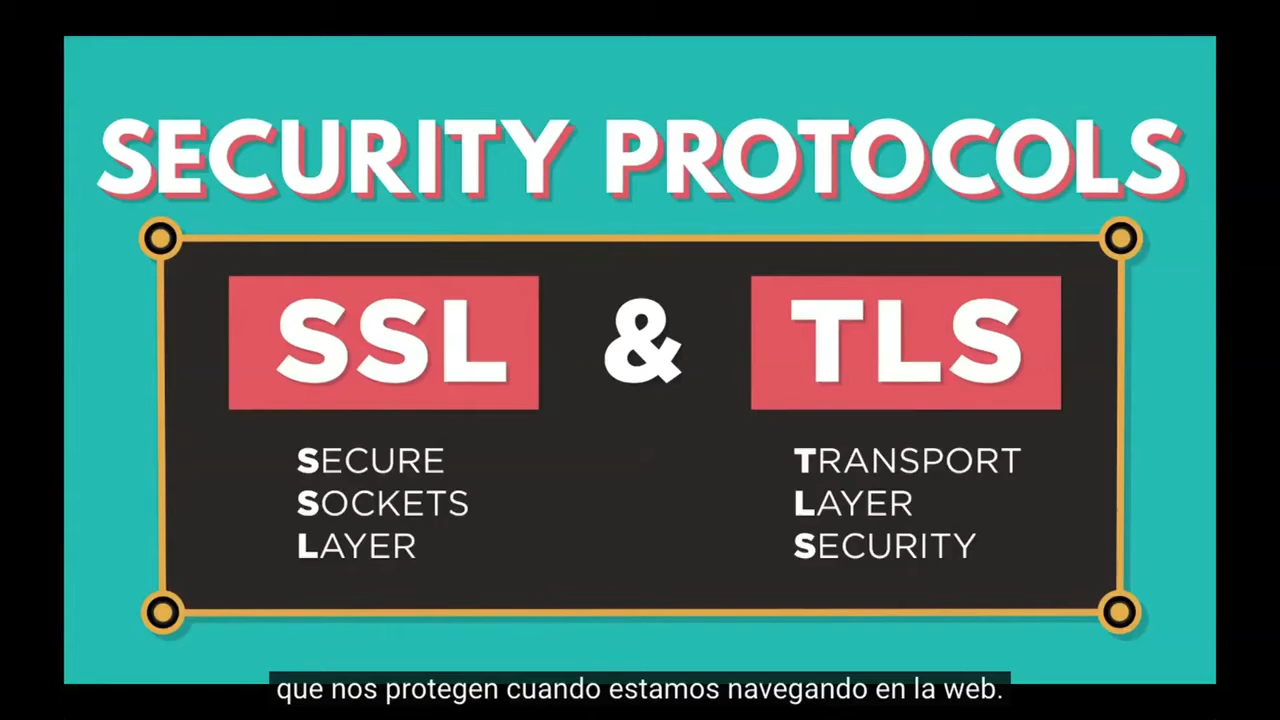 SECURITY PROTOCOLS
SSL & TLS
SECURE
SOCKETS
LAYER
TRANSPORT
LAYER
SECURITY
que nos protegen cuando estamos navegando en la web.